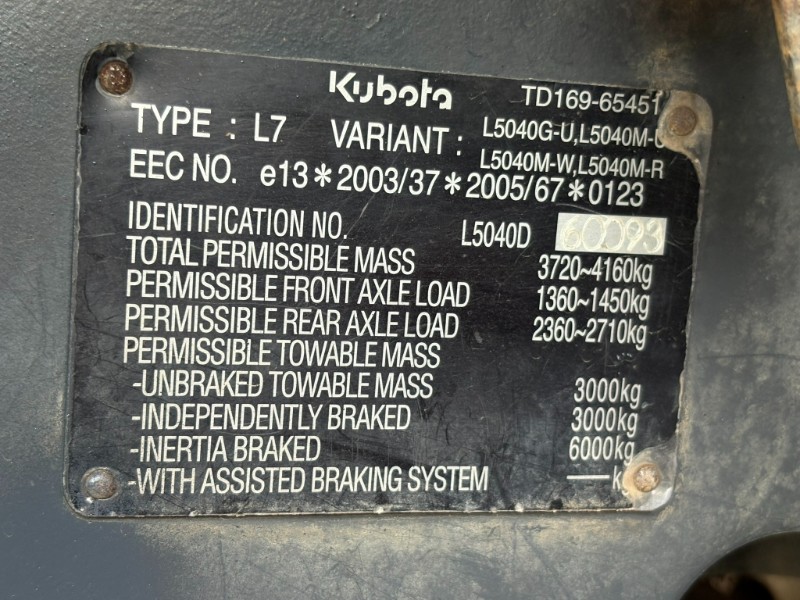 Kubota TD169-65451
TYPE : L7 VARIANT : L5040G-U,L5040M-U
L5040M-W,L5040M-R
EEC NO. e13*2003/37*2005/67*0123
IDENTIFICATION NO. L5040D 60093
TOTAL PERMISSIBLE MASS 3720~4160kg
PERMISSIBLE FRONT AXLE LOAD 1360~1450kg
PERMISSIBLE REAR AXLE LOAD 2360~2710kg
PERMISSIBLE TOWABLE MASS
-UNBRAKED TOWABLE MASS 3000kg
-INDEPENDENTLY BRAKED 3000kg
-INERTIA BRAKED 6000kg
-WITH ASSISTED BRAKING SYSTEM —kg